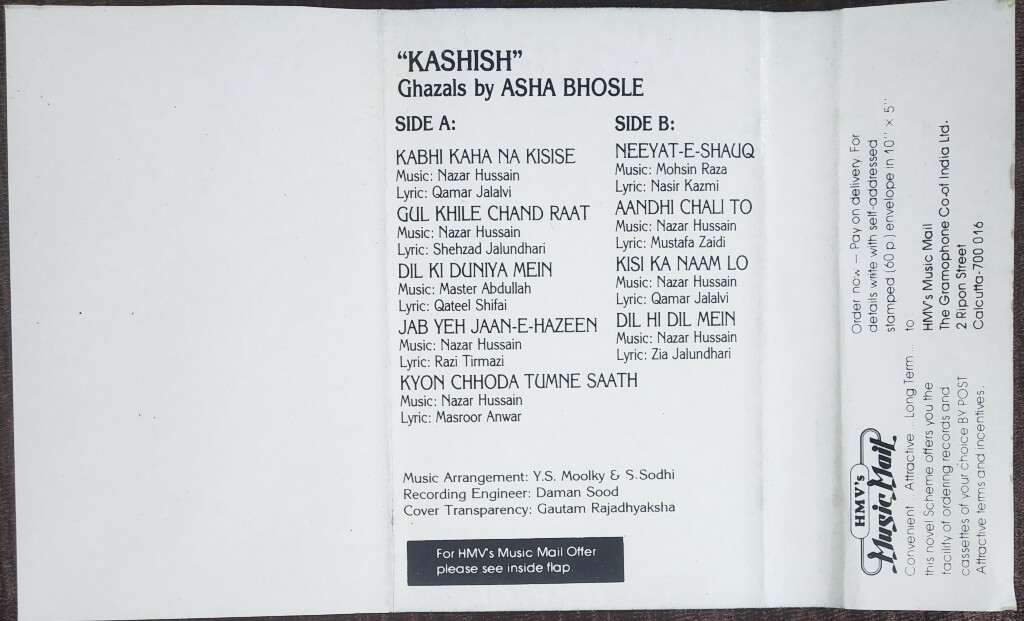 “KASHISH”
Ghazals by ASHA BHOSLE
SIDE A:
KABHI KAHA NA KISISE
Music: Nazar Hussain
Lyric: Qamar Jalalvi
GUL KHILE CHAND RAAT
Music: Nazar Hussain
Lyric: Shehzad Jalundhari
DIL KI DUNIYA MEIN
Music: Master Abdullah
Lyric: Qateel Shifai
JAB YEH JAAN-E-HAZEEN
Music: Nazar Hussain
Lyric: Razi Tirmazi
KYON CHHODA TUMNE SAATH
Music: Nazar Hussain
Lyric: Masroor Anwar
SIDE B:
NEEYAT-E-SHAUQ
Music: Mohsin Raza
Lyric: Nasir Kazmi
AANDHI CHALI TO
Music: Nazar Hussain
Lyric: Mustafa Zaidi
KISI KA NAAM LO
Music: Nazar Hussain
Lyric: Qamar Jalalvi
DIL HI DIL MEIN
Music: Nazar Hussain
Lyric: Zia Jalundhari
Music Arrangement: Y.S. Moolky & S.Sodhi
Recording Engineer: Daman Sood
Cover Transparency: Gautam Rajadhyaksha
For HMV's Music Mail Offer
please see inside flap.
HMV's
Music Mail
Convenient ... Attractive ... Long Term ...
this novel Scheme offers you the
facility of ordering records and
cassettes of your choice BY POST
Attractive terms and incentives.
Order now — Pay on delivery. For
details write with self-addressed
stamped (60 p.) envelope in 10" x 5"
to
HMV's Music Mail
The Gramophone Co.of India Ltd.
2 Ripon Street
Calcutta-700 016